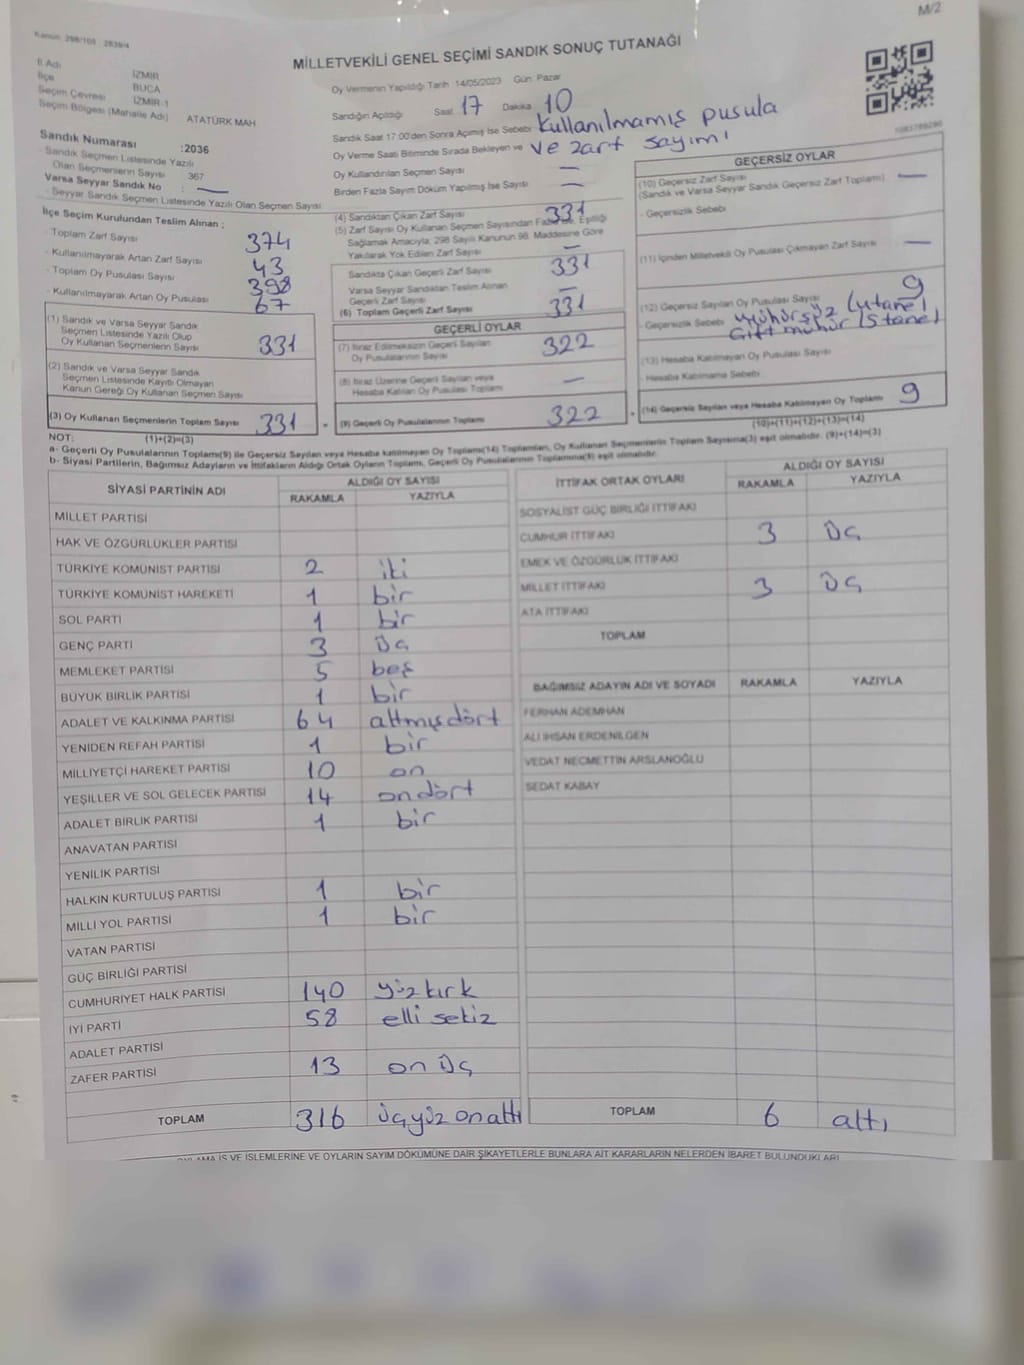 M/2
Kanun: 298/105 : 2839/4
MİLLETVEKİLİ GENEL SEÇİMİ SANDIK SONUÇ TUTANAĞI
İl Adı İZMİR
İlçe BUCA
Seçim Çevresi İZMİR-1
Seçim Bölgesi (Mahalle Adı) ATATÜRK MAH
Sandık Numarası :2036
- Sandık Seçmen Listesinde Yazılı
Olan Seçmenlerin Sayısı 367
Varsa Seyyar Sandık No : —
- Seyyar Sandık Seçmen Listesinde Yazılı Olan Seçmen Sayısı
Oy Vermenin Yapıldığı Tarih 14/05/2023 Gün: Pazar
Sandığın Açıldığı Saat 17 Dakika 10
Sandık Saat 17:00'den Sonra Açılmış İse Sebebi Kullanılmamış pusula
Oy Verme Saati Bitiminde Sırada Bekleyen ve ve zarf sayımı
Oy Kullandırılan Seçmen Sayısı —
Birden Fazla Sayım Döküm Yapılmış İse Sayısı —
İlçe Seçim Kurulundan Teslim Alınan ;
- Toplam Zarf Sayısı 374
- Kullanılmayarak Artan Zarf Sayısı 43
- Toplam Oy Pusulası Sayısı 398
- Kullanılmayarak Artan Oy Pusulası 67
(1) Sandık ve Varsa Seyyar Sandık
Seçmen Listesinde Yazılı Olup
Oy Kullanan Seçmenlerin Sayısı 331
(2) Sandık ve Varsa Seyyar Sandık
Seçmen Listesinde Kayıtlı Olmayan
Kanun Gereği Oy Kullanan Seçmen Sayısı
(3) Oy Kullanan Seçmenlerin Toplam Sayısı 331
(1)+(2)=(3)
(4) Sandıktan Çıkan Zarf Sayısı 331
(5) Zarf Sayısı Oy Kullanan Seçmen Sayısından Fazla İse, Eşitliği
Sağlamak Amacıyla; 298 Sayılı Kanunun 98. Maddesine Göre
Yakılarak Yok Edilen Zarf Sayısı —
Sandıkta Çıkan Geçerli Zarf Sayısı 331
Varsa Seyyar Sandıktan Teslim Alınan
Geçerli Zarf Sayısı —
(6) Toplam Geçerli Zarf Sayısı 331
GEÇERLİ OYLAR
(7) İtiraz Edilmeksizin Geçerli Sayılan
Oy Pusulalarının Sayısı 322
(8) İtiraz Üzerine Geçerli Sayılan veya
Hesaba Katılan Oy Pusulası Toplamı —
= (9) Geçerli Oy Pusulalarının Toplamı 322
GEÇERSİZ OYLAR
(10) Geçersiz Zarf Sayısı
(Sandık ve Varsa Seyyar Sandık Geçersiz Zarf Toplamı) —
- Geçersizlik Sebebi
(11) İçinden Milletvekili Oy Pusulası Çıkmayan Zarf Sayısı —
(12) Geçersiz Sayılan Oy Pusulası Sayısı 9
- Geçersizlik Sebebi Mühürsüz (4 tane)
Çift mühür (5 tane)
(13) Hesaba Katılmayan Oy Pusulası Sayısı
- Hesaba Katılmama Sebebi
+ (14) Geçersiz Sayılan veya Hesaba Katılmayan Oy Toplamı 9
(10)+(11)+(12)+(13)=(14)
NOT:
a- Geçerli Oy Pusulalarının Toplamı(9) ile Geçersiz Sayılan veya Hesaba Katılmayan Oy Toplamı(14) Toplamları, Oy Kullanan Seçmenlerin Toplam Sayısına(3) eşit olmalıdır. (9)+(14)=(3)
b- Siyasi Partilerin, Bağımsız Adayların ve İttifakların Aldığı Ortak Oyların Toplamı, Geçerli Oy Pusulalarının Toplamına(9) eşit olmalıdır.
SİYASİ PARTİNİN ADI ALDIĞI OY SAYISI
RAKAMLA YAZIYLA
MİLLET PARTİSİ
HAK VE ÖZGÜRLÜKLER PARTİSİ
TÜRKİYE KOMÜNİST PARTİSİ 2 iki
TÜRKİYE KOMÜNİST HAREKETİ 1 bir
SOL PARTİ 1 bir
GENÇ PARTİ 3 üç
MEMLEKET PARTİSİ 5 beş
BÜYÜK BİRLİK PARTİSİ 1 bir
ADALET VE KALKINMA PARTİSİ 64 altmışdört
YENİDEN REFAH PARTİSİ 1 bir
MİLLİYETÇİ HAREKET PARTİSİ 10 on
YEŞİLLER VE SOL GELECEK PARTİSİ 14 ondört
ADALET BİRLİK PARTİSİ 1 bir
ANAVATAN PARTİSİ
YENİLİK PARTİSİ
HALKIN KURTULUŞ PARTİSİ 1 bir
MİLLİ YOL PARTİSİ 1 bir
VATAN PARTİSİ
GÜÇ BİRLİĞİ PARTİSİ
CUMHURİYET HALK PARTİSİ 140 yüz kırk
İYİ PARTİ 58 elli sekiz
ADALET PARTİSİ
ZAFER PARTİSİ 13 on üç
TOPLAM 316 üçyüz onaltı
İTTİFAK ORTAK OYLARI ALDIĞI OY SAYISI
RAKAMLA YAZIYLA
SOSYALİST GÜÇ BİRLİĞİ İTTİFAKI
CUMHUR İTTİFAKI 3 üç
EMEK VE ÖZGÜRLÜK İTTİFAKI
MİLLET İTTİFAKI 3 üç
ATA İTTİFAKI
TOPLAM
BAĞIMSIZ ADAYIN ADI VE SOYADI RAKAMLA YAZIYLA
FERHAN ADEMHAN
ALİ İHSAN ERDENİLGEN
VEDAT NECMETTİN ARSLANOĞLU
SEDAT KABAY
TOPLAM 6 altı
OYLAMA İŞ VE İŞLEMLERİNE VE OYLARIN SAYIM DÖKÜMÜNE DAİR ŞİKAYETLERLE BUNLARA AİT KARARLARIN NELERDEN İBARET BULUNDUKLARI